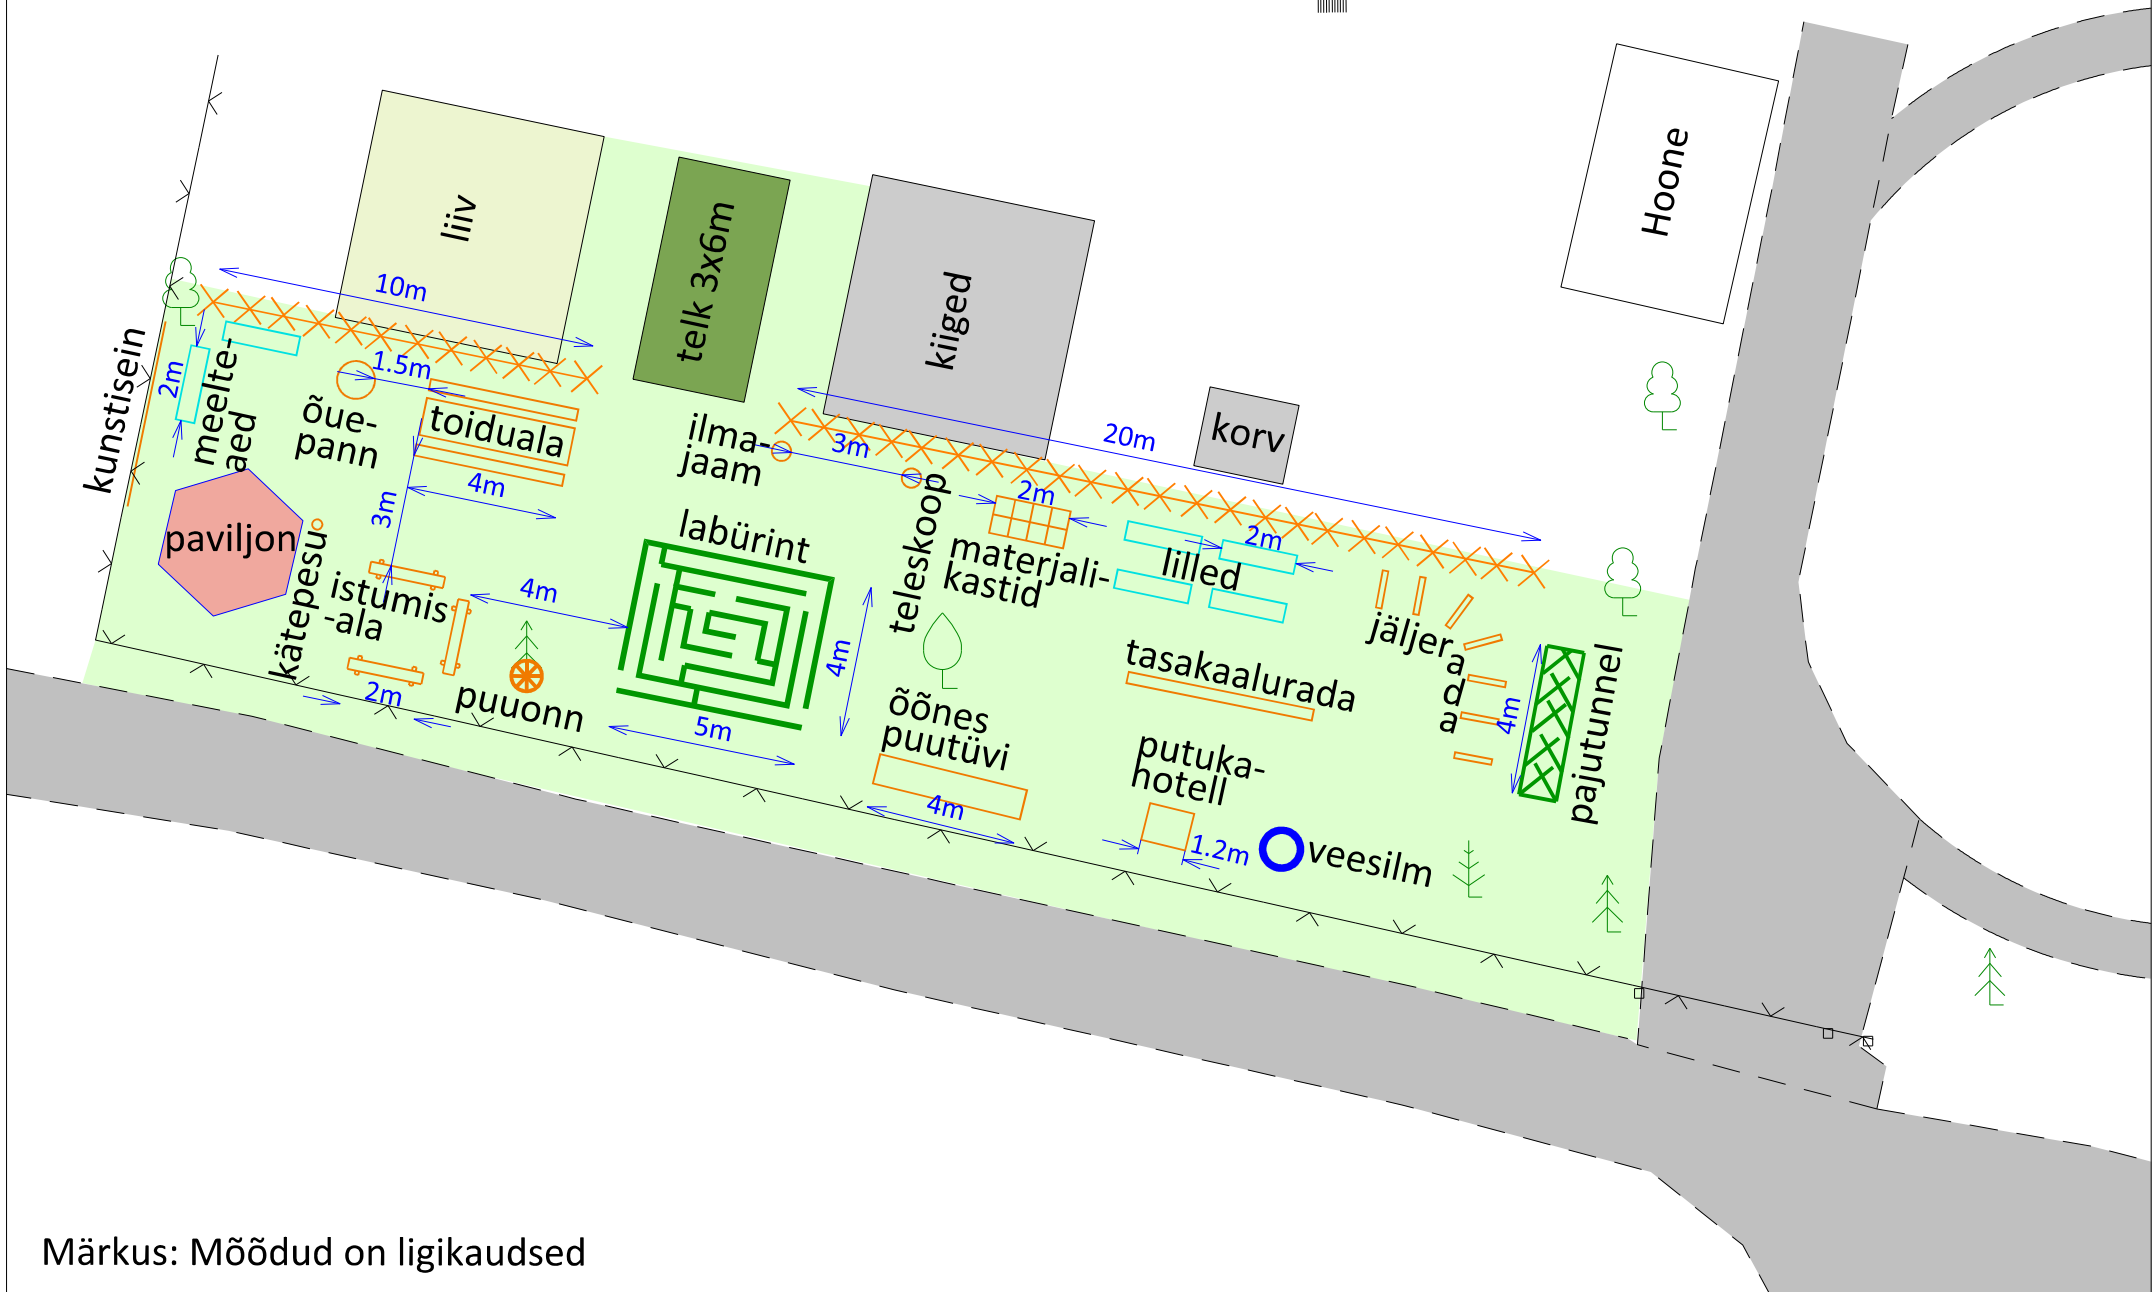 Hoone
liiv
telk 3x6m
kiiged
korv
10m
20m
kunstisein
2m
meelte-
aed
1.5m
õue-
pann
toiduala
4m
3m
ilma-
jaam
3m
teleskoop
2m
materjali-
kastid
2m
lilled
paviljon
kätepesu
istumis
-ala
2m
4m
puuonn
labürint
4m
5m
õõnes
puutüvi
4m
tasakaalurada
jäljerada
4m
pajutunnel
putuka-
hotell
1.2m
veesilm
Märkus: Mõõdud on ligikaudsed